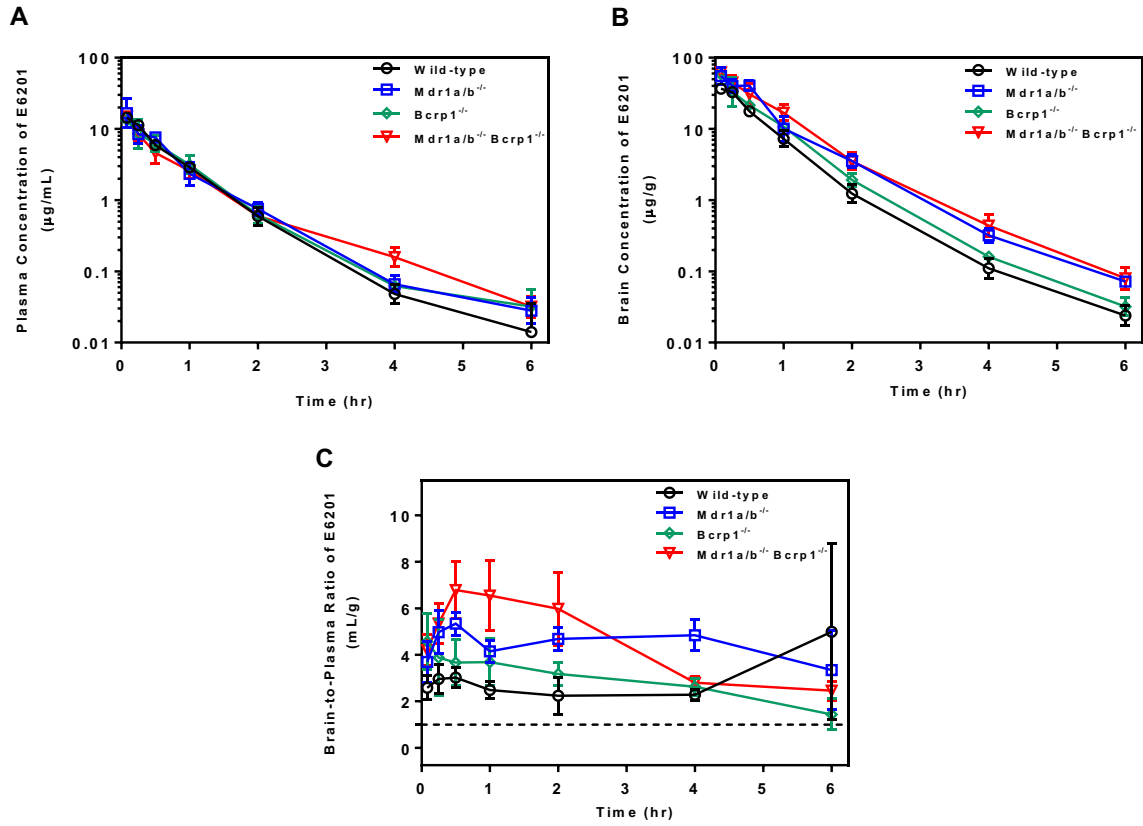 A
Plasma Concentration of E6201
(µg/mL)
100
10
1
0.1
0.01
0
1
2
3
4
5
6
Time (hr)
Wild-type
Mdr1a/b-/-
Bcrp1-/-
Mdr1a/b-/- Bcrp1-/-
B
Brain Concentration of E6201
(µg/g)
100
10
1
0.1
0.01
0
1
2
3
4
5
6
Time (hr)
Wild-type
Mdr1a/b-/-
Bcrp1-/-
Mdr1a/b-/- Bcrp1-/-
C
Brain-to-Plasma Ratio of E6201
(mL/g)
10
8
6
4
2
0
0
1
2
3
4
5
6
Time (hr)
Wild-type
Mdr1a/b-/-
Bcrp1-/-
Mdr1a/b-/- Bcrp1-/-